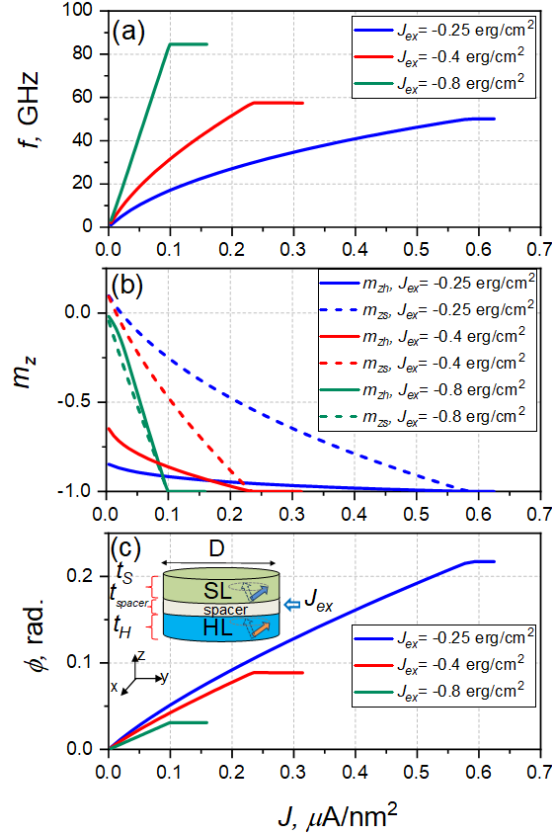 (a)
J_ex= -0.25 erg/cm²
J_ex= -0.4 erg/cm²
J_ex= -0.8 erg/cm²
f, GHz
100
80
60
40
20
0
0.0 0.1 0.2 0.3 0.4 0.5 0.6 0.7
(b)
m_zh, J_ex= -0.25 erg/cm²
m_zs, J_ex= -0.25 erg/cm²
m_zh, J_ex= -0.4 erg/cm²
m_zs, J_ex= -0.4 erg/cm²
m_zh, J_ex= -0.8 erg/cm²
m_zs, J_ex= -0.8 erg/cm²
m_z
0.0
-0.5
-1.0
0.0 0.1 0.2 0.3 0.4 0.5 0.6 0.7
(c)
D
t_S
t_spacer
t_H
SL
spacer
HL
J_ex
z
y
x
J_ex= -0.25 erg/cm²
J_ex= -0.4 erg/cm²
J_ex= -0.8 erg/cm²
ϕ, rad.
0.2
0.1
0.0
0.0 0.1 0.2 0.3 0.4 0.5 0.6 0.7
J, μA/nm²